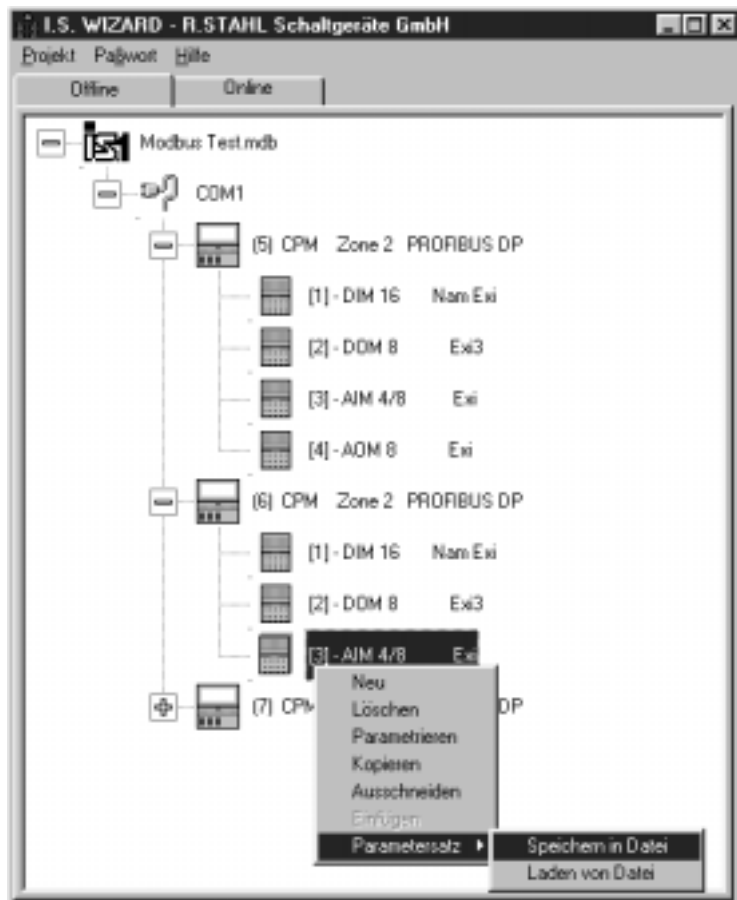 I.S. WIZARD - R.STAHL Schaltgeräte GmbH
Projekt Paßwort Hilfe
Offline Online
IS1 Modbus Test.mdb
COM1
(5) CPM Zone 2 PROFIBUS DP
[1] - DIM 16 Nam Exi
[2] - DOM 8 Exi3
[3] - AIM 4/8 Exi
[4] - AOM 8 Exi
(6) CPM Zone 2 PROFIBUS DP
[1] - DIM 16 Nam Exi
[2] - DOM 8 Exi3
[3] - AIM 4/8 Exi
Neu
(7) CPM DP
Löschen
Parametrieren
Kopieren
Ausschneiden
Einfügen
Parametersatz
Speichern in Datei
Laden von Datei